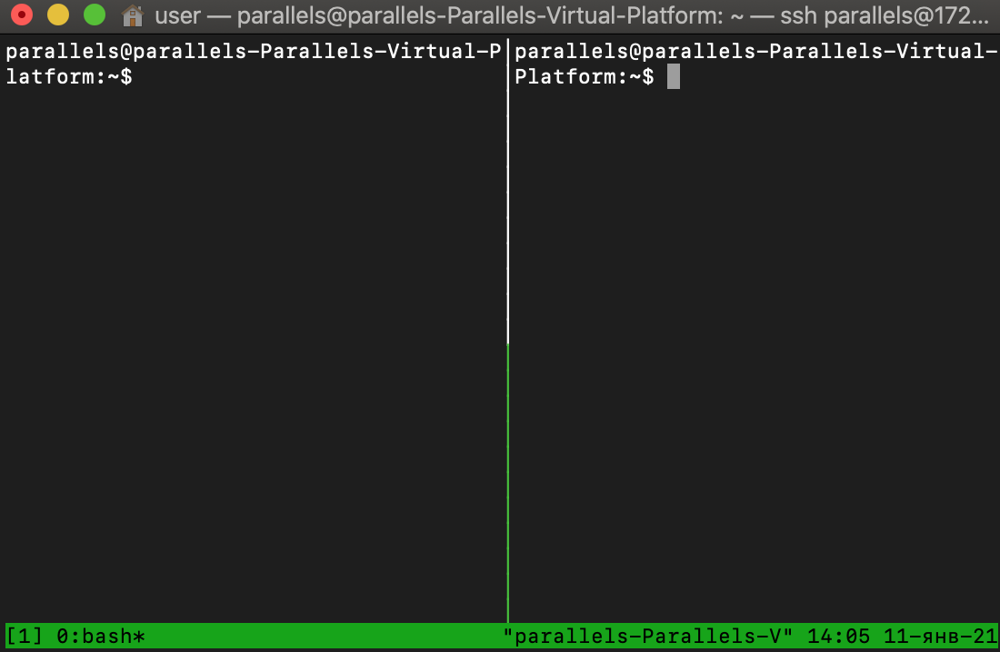 user — parallels@parallels-Parallels-Virtual-Platform: ~ — ssh parallels@172...
parallels@parallels-Parallels-Virtual-P
latform:~$
parallels@parallels-Parallels-Virtual-
Platform:~$
[1] 0:bash* "parallels-Parallels-V" 14:05 11-янв-21